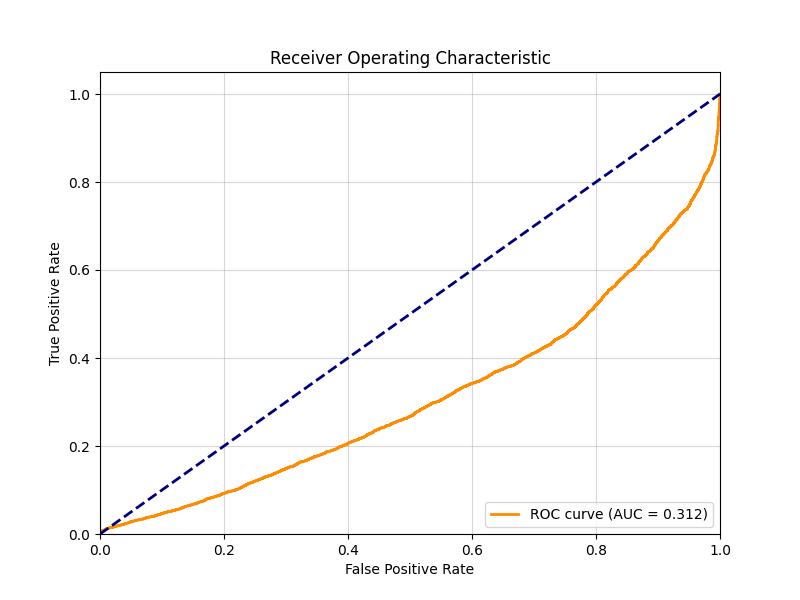 Receiver Operating Characteristic
True Positive Rate
1.0
0.8
0.6
0.4
0.2
0.0
ROC curve (AUC = 0.312)
0.0 0.2 0.4 0.6 0.8 1.0
False Positive Rate